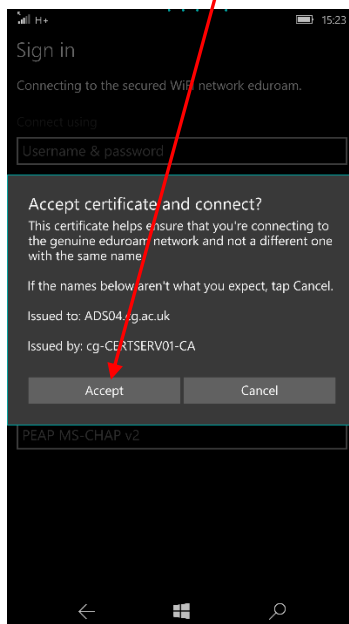 H+ 15:23
Sign in
Connecting to the secured WiFi network eduroam.
Connect using
Username & password
Accept certificate and connect?
This certificate helps ensure that you're connecting to
the genuine eduroam network and not a different one
with the same name.
If the names below aren't what you expect, tap Cancel.
Issued to: ADS04.cg.ac.uk
Issued by: cg-CERTSERV01-CA
Accept Cancel
PEAP MS-CHAP v2